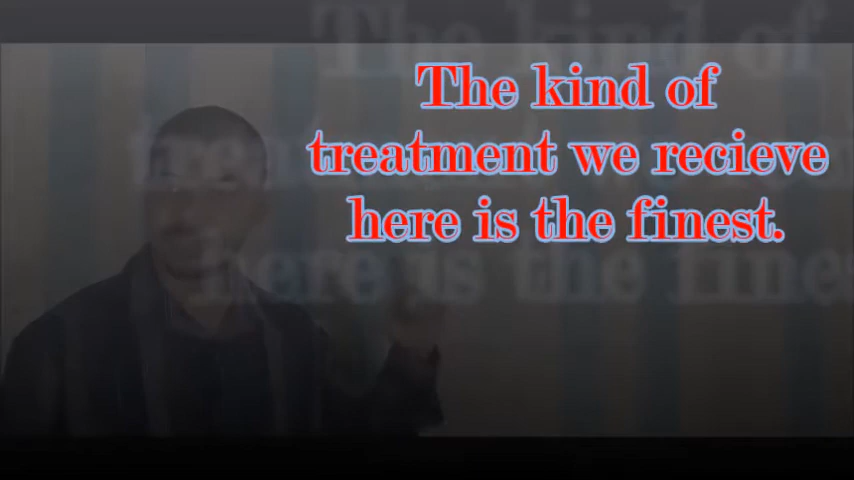 The kind of
treatment we recieve
here is the finest.